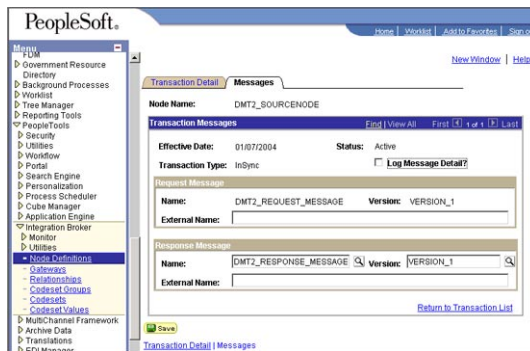 PeopleSoft.
Home | Worklist | Add to Favorites | Sign o
Menu
FDM
Government Resource
Directory
Background Processes
Worklist
Tree Manager
Reporting Tools
PeopleTools
Security
Utilities
Workflow
Portal
Search Engine
Personalization
Process Scheduler
Cube Manager
Application Engine
Integration Broker
Monitor
Utilities
- Node Definitions
- Gateways
- Relationships
- Codeset Groups
- Codesets
- Codeset Values
MultiChannel Framework
Archive Data
Translations
EDI Manager
New Window | Help
Transaction Detail Messages
Node Name: DMT2_SOURCENODE
Transaction Messages Find | View All First 1 of 1 Last
Effective Date: 01/07/2004 Status: Active
Transaction Type: InSync Log Message Detail?
Request Message
Name: DMT2_REQUEST_MESSAGE Version: VERSION_1
External Name:
Response Message
Name: DMT2_RESPONSE_MESSAGE Version: VERSION_1
External Name:
Return to Transaction List
Save
Transaction Detail | Messages